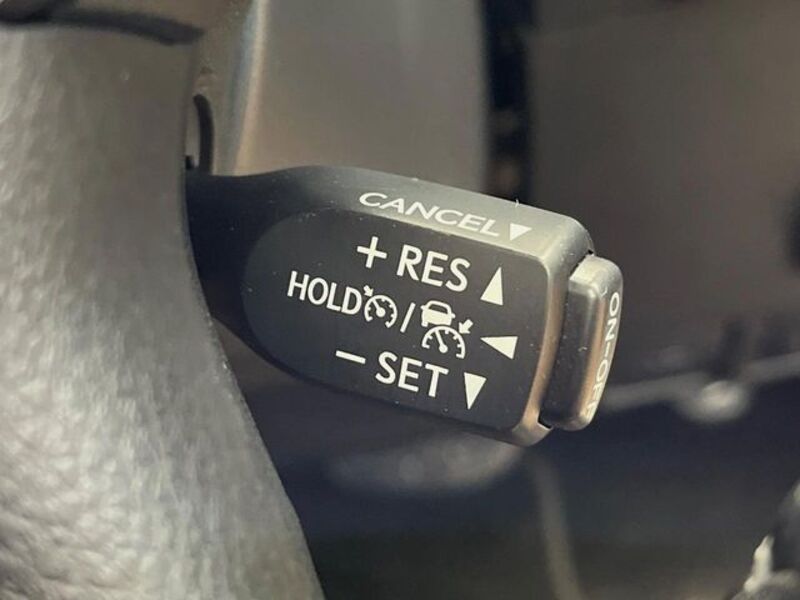 CANCEL▼
+ RES ▲
HOLD / ◀
− SET ▼
ON-OFF